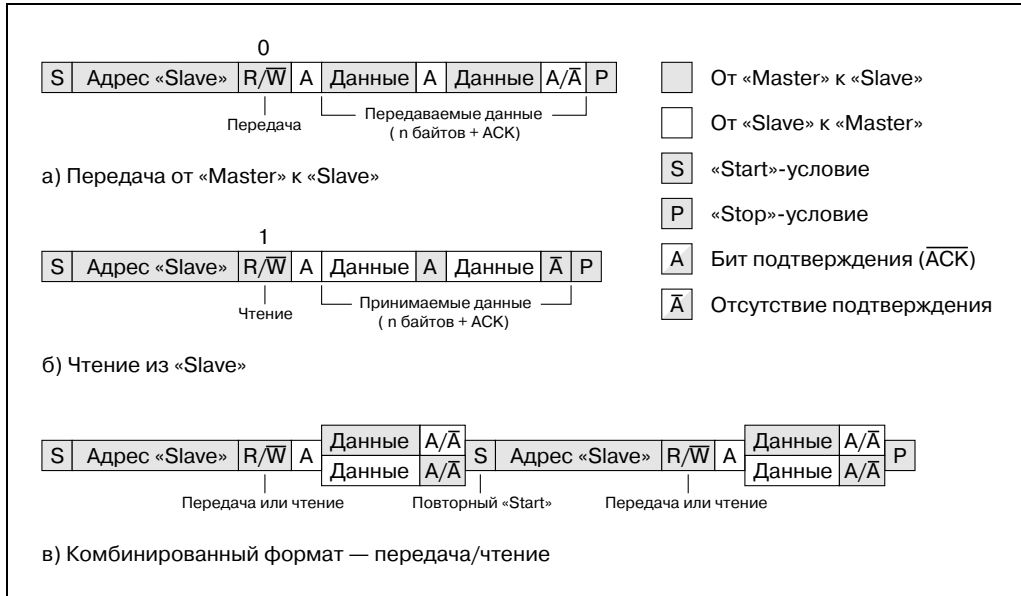 0
S Адрес «Slave» R/W̅ A Данные A Данные A/A̅ P
Передача
Передаваемые данные
( n байтов + ACK)
а) Передача от «Master» к «Slave»
1
S Адрес «Slave» R/W̅ A Данные A Данные A̅ P
Чтение
Принимаемые данные
( n байтов + ACK)
б) Чтение из «Slave»
От «Master» к «Slave»
От «Slave» к «Master»
S «Start»-условие
P «Stop»-условие
A Бит подтверждения (A̅C̅K̅)
A̅ Отсутствие подтверждения
Данные A/A̅ Данные A/A̅
S Адрес «Slave» R/W̅ A S Адрес «Slave» R/W̅ A P
Данные A/A̅ Данные A/A̅
Передача или чтение Повторный «Start» Передача или чтение
в) Комбинированный формат — передача/чтение